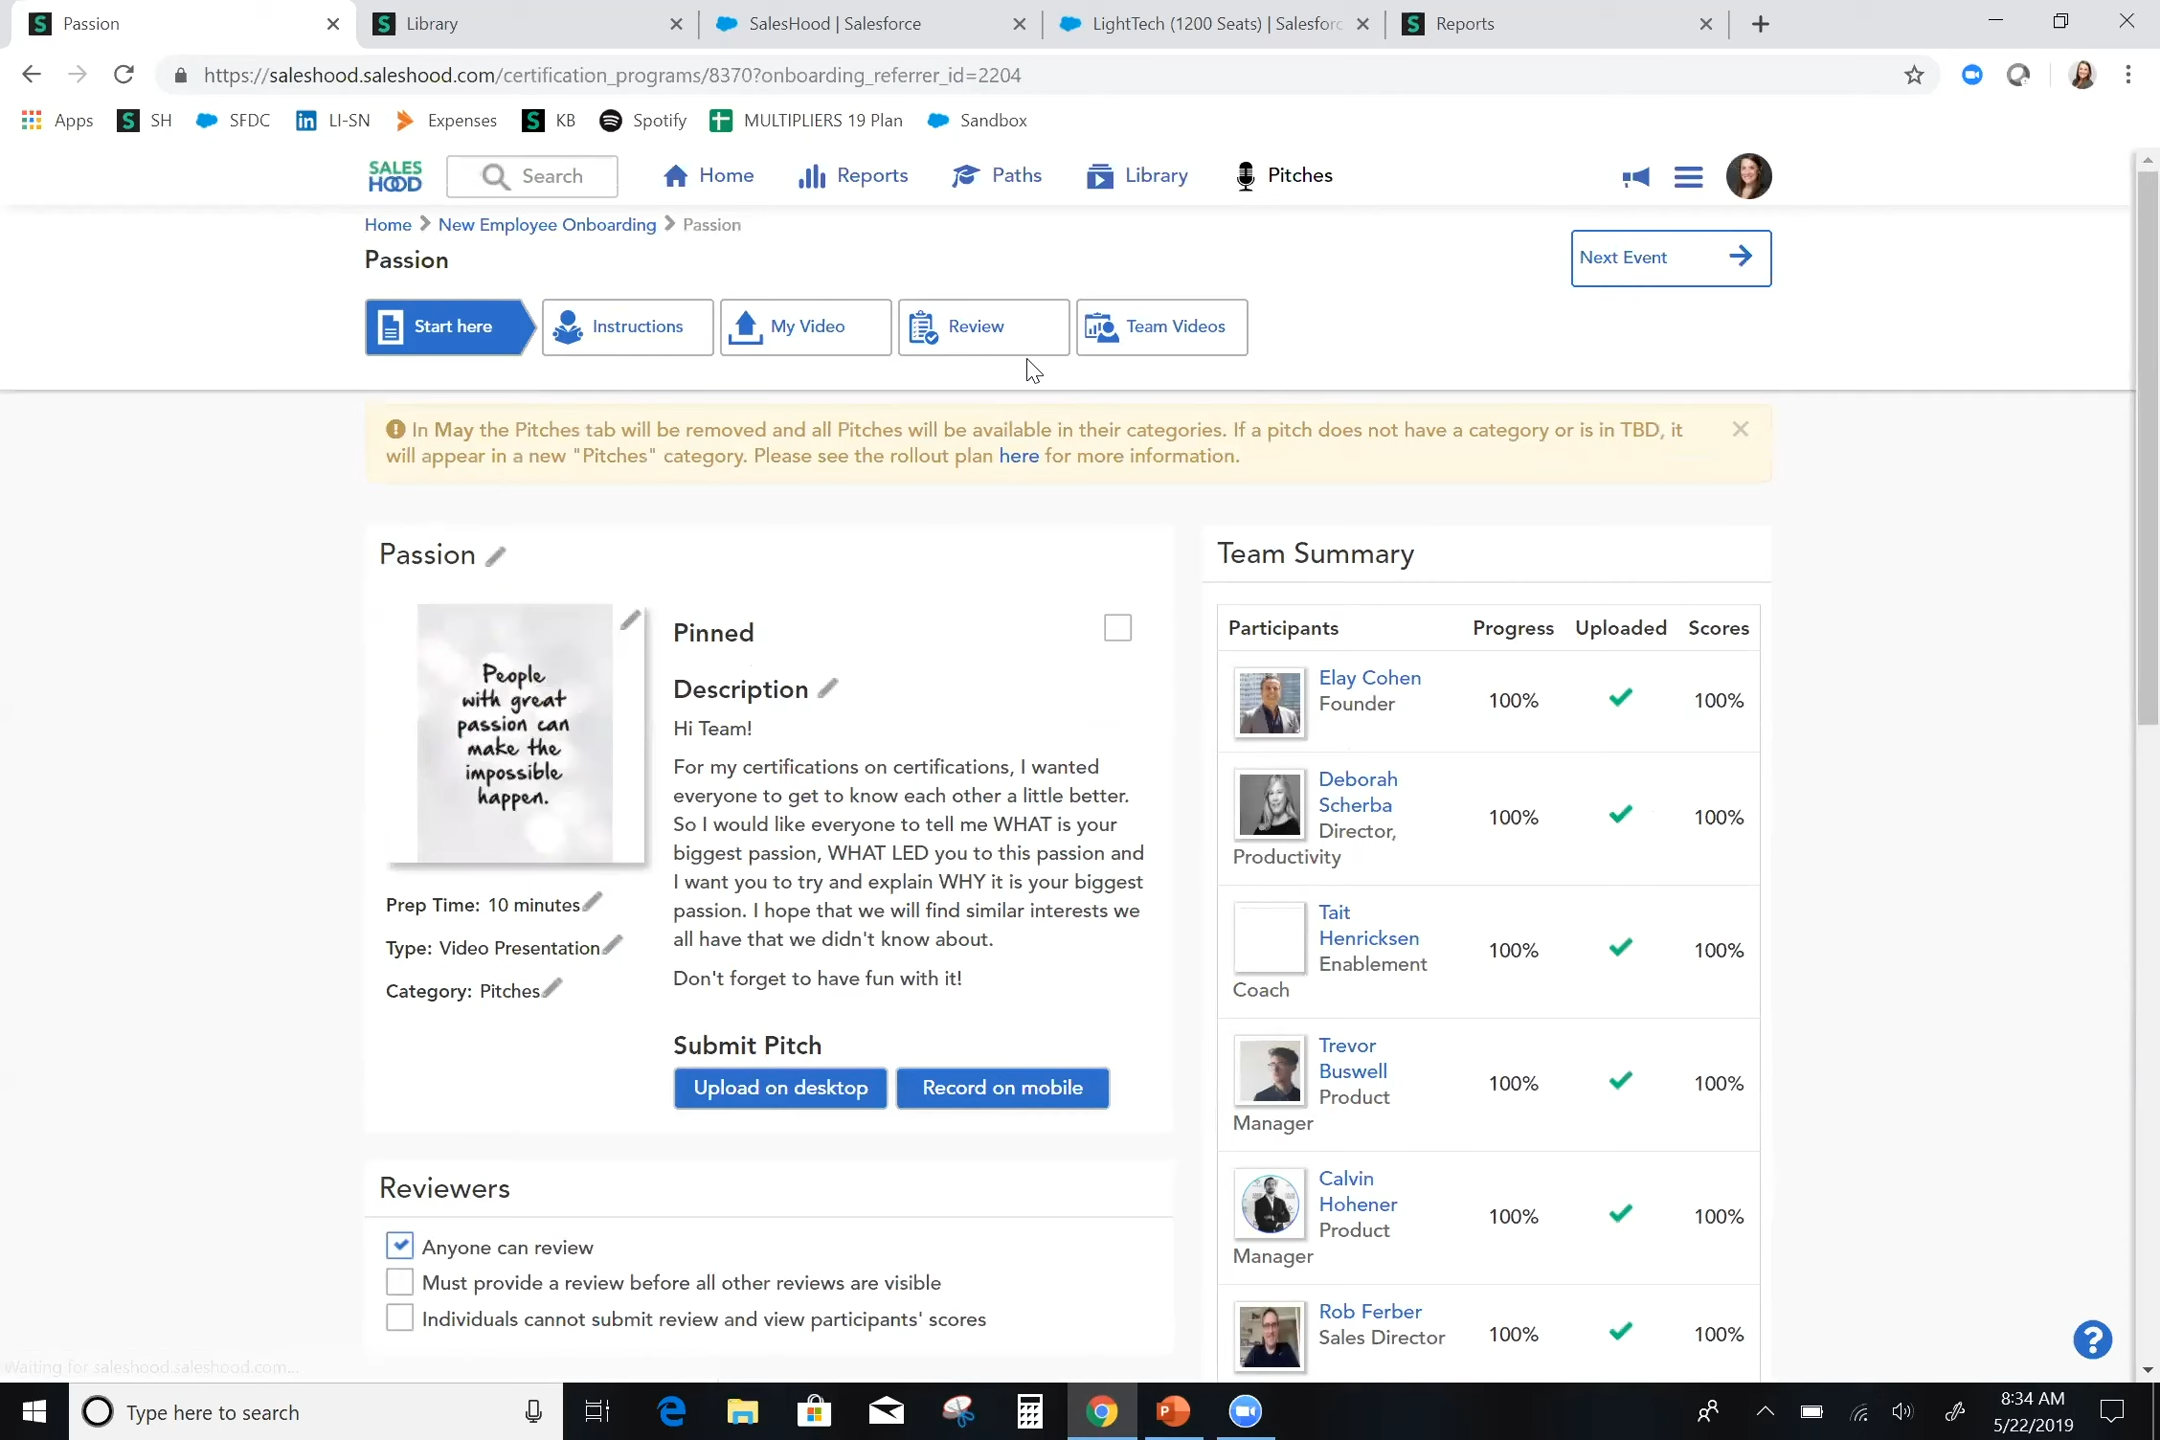 Passion
Library
SalesHood | Salesforce
LightTech (1200 Seats) | Salesforc
Reports
https://saleshood.saleshood.com/certification_programs/8370?onboarding_referrer_id=2204
Apps
SH
SFDC
LI-SN
Expenses
KB
Spotify
MULTIPLIERS 19 Plan
Sandbox
SALES
HOOD
Search
Home
Reports
Paths
Library
Pitches
Home > New Employee Onboarding > Passion
Passion
Next Event
Start here
Instructions
My Video
Review
Team Videos
In May the Pitches tab will be removed and all Pitches will be available in their categories. If a pitch does not have a category or is in TBD, it
will appear in a new "Pitches" category. Please see the rollout plan here for more information.
Passion
People
with great
passion can
make the
impossible
happen.
Prep Time: 10 minutes
Type: Video Presentation
Category: Pitches
Pinned
Description
Hi Team!
For my certifications on certifications, I wanted
everyone to get to know each other a little better.
So I would like everyone to tell me WHAT is your
biggest passion, WHAT LED you to this passion and
I want you to try and explain WHY it is your biggest
passion. I hope that we will find similar interests we
all have that we didn't know about.
Don't forget to have fun with it!
Submit Pitch
Upload on desktop
Record on mobile
Reviewers
Anyone can review
Must provide a review before all other reviews are visible
Individuals cannot submit review and view participants' scores
Team Summary
Participants Progress Uploaded Scores
Elay Cohen
Founder
100% 100%
Deborah
Scherba
Director,
Productivity
100% 100%
Tait
Henricksen
Enablement
Coach
100% 100%
Trevor
Buswell
Product
Manager
100% 100%
Calvin
Hohener
Product
Manager
100% 100%
Rob Ferber
Sales Director
100% 100%
Waiting for saleshood.saleshood.com...
Type here to search
8:34 AM
5/22/2019